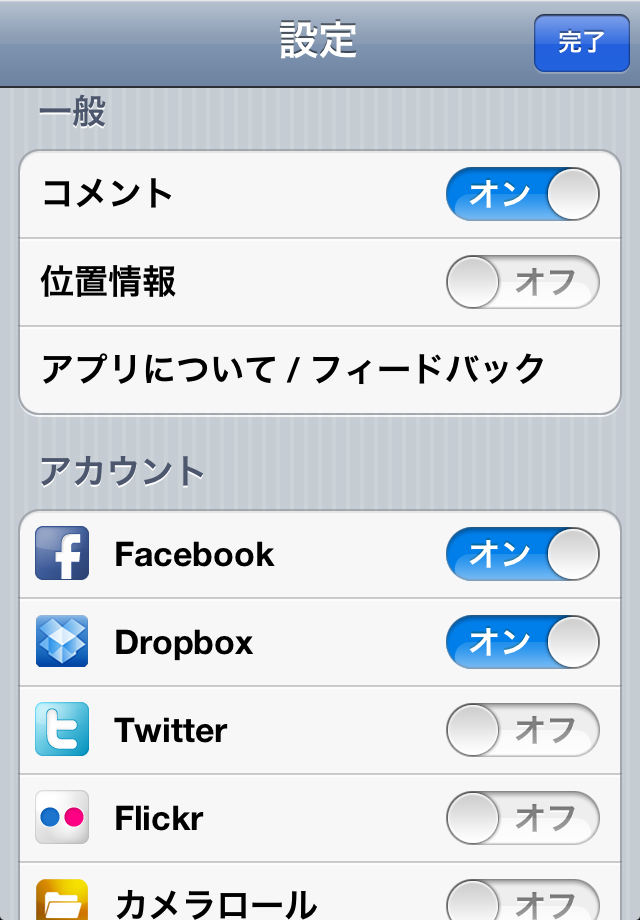 設定
完了
一般
コメント
オン
位置情報
オフ
アプリについて / フィードバック
アカウント
Facebook
オン
Dropbox
オン
Twitter
オフ
Flickr
オフ
カメラロール
オフ